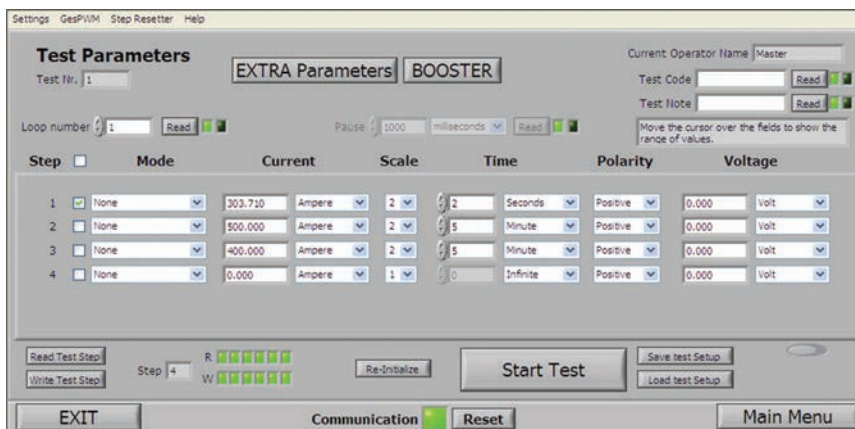 Settings GesPWM Step Resetter Help
Test Parameters
Test Nr. 1
EXTRA Parameters BOOSTER
Current Operator Name Master
Test Code Read
Test Note Read
Loop number 1 Read Pause 1000 milliseconds Read
Move the cursor over the fields to show the
range of values.
Step Mode Current Scale Time Polarity Voltage
1 None 303.710 Ampere 2 2 Seconds Positive 0.000 Volt
2 None 500.000 Ampere 2 5 Minute Positive 0.000 Volt
3 None 400.000 Ampere 2 5 Minute Positive 0.000 Volt
4 None 0.000 Ampere 1 0 Infinite Positive 0.000 Volt
Read Test Step
Write Test Step
Step 4
R
W
Re-Initialize
Start Test
Save test Setup
Load test Setup
EXIT Communication Reset Main Menu